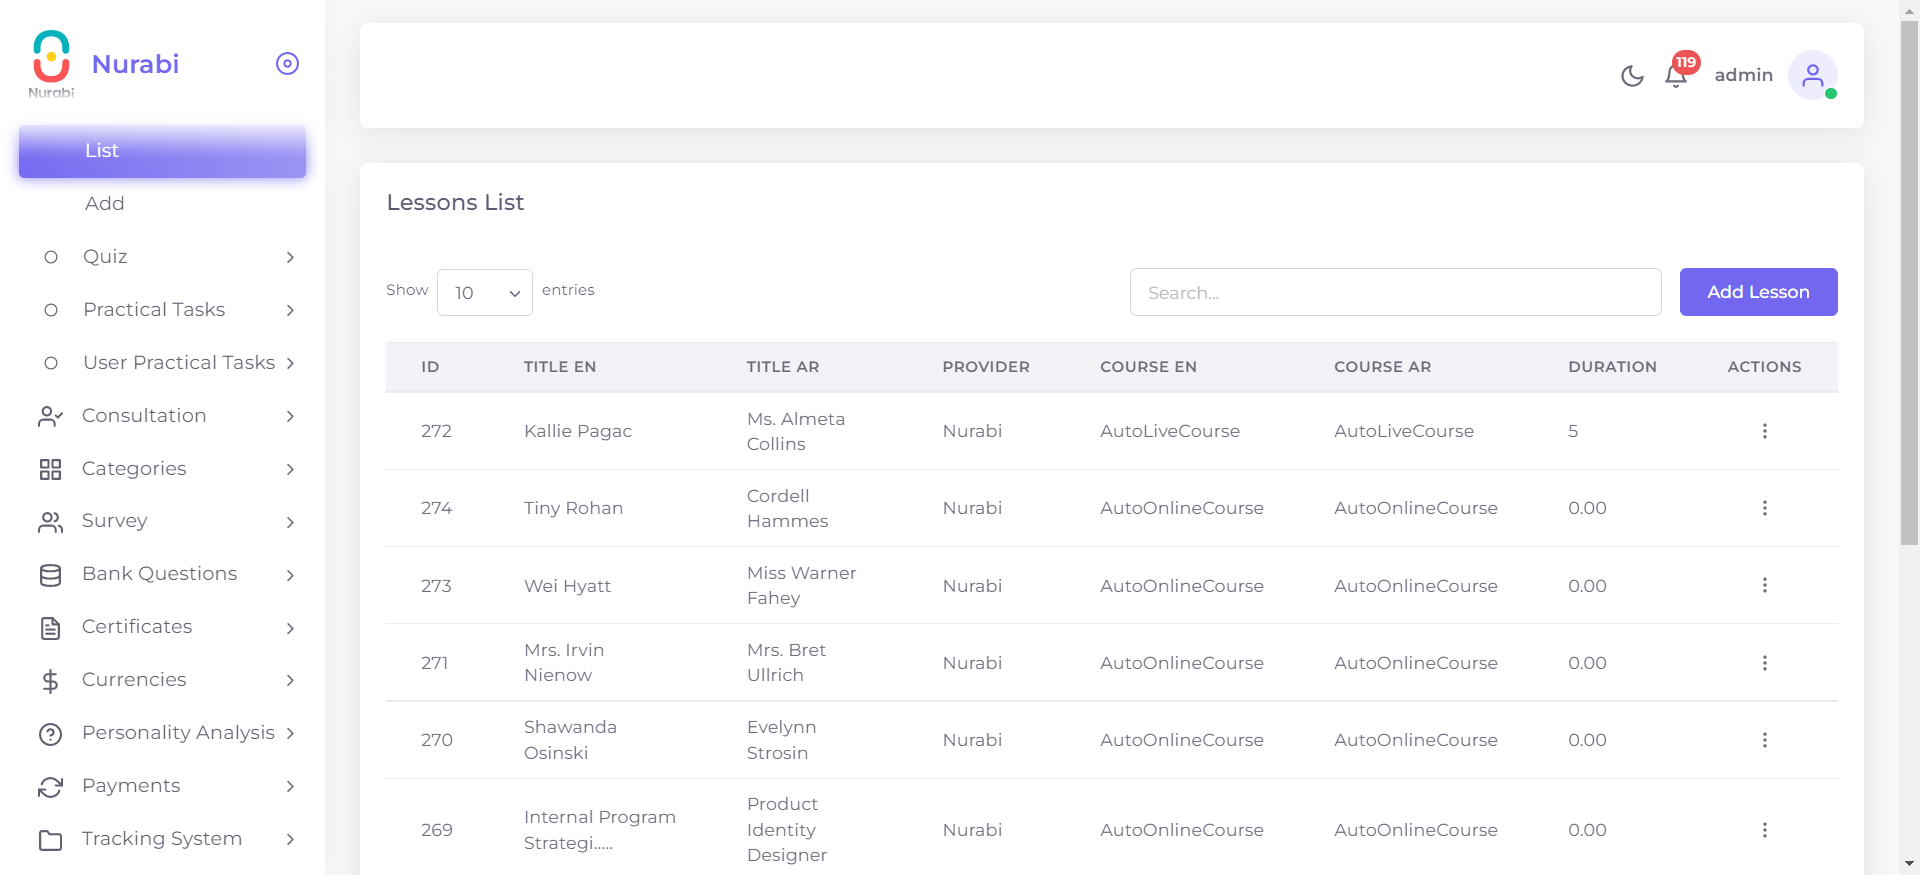 Nurabi
Nurabi
List
Add
Quiz
Practical Tasks
User Practical Tasks
Consultation
Categories
Survey
Bank Questions
Certificates
Currencies
Personality Analysis
Payments
Tracking System
119
admin
Lessons List
Show 10 entries
Search...
Add Lesson
ID TITLE EN TITLE AR PROVIDER COURSE EN COURSE AR DURATION ACTIONS
272 Kallie Pagac Ms. Almeta Collins Nurabi AutoLiveCourse AutoLiveCourse 5
274 Tiny Rohan Cordell Hammes Nurabi AutoOnlineCourse AutoOnlineCourse 0.00
273 Wei Hyatt Miss Warner Fahey Nurabi AutoOnlineCourse AutoOnlineCourse 0.00
271 Mrs. Irvin Nienow Mrs. Bret Ullrich Nurabi AutoOnlineCourse AutoOnlineCourse 0.00
270 Shawanda Osinski Evelynn Strosin Nurabi AutoOnlineCourse AutoOnlineCourse 0.00
269 Internal Program Strategi..... Product Identity Designer Nurabi AutoOnlineCourse AutoOnlineCourse 0.00